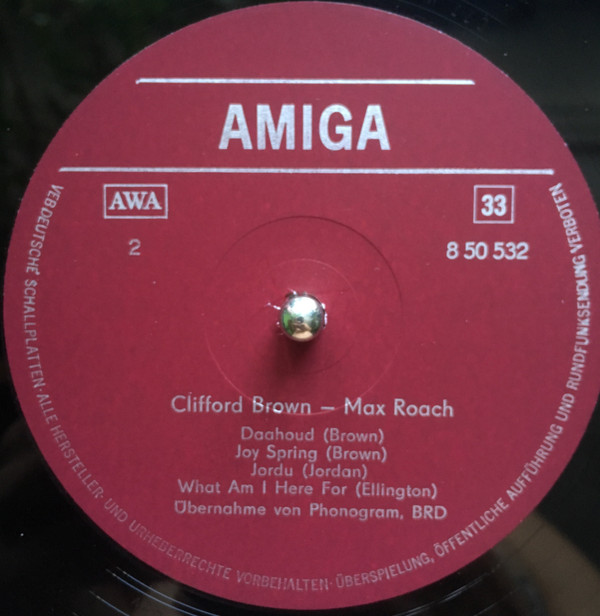 AMIGA
AWA
33
2
8 50 532
Clifford Brown – Max Roach
Daahoud (Brown)
Joy Spring (Brown)
Jordu (Jordan)
What Am I Here For (Ellington)
Übernahme von Phonogram, BRD
VEB DEUTSCHE SCHALLPLATTEN · ALLE HERSTELLER- UND URHEBERRECHTE VORBEHALTEN · ÜBERSPIELUNG, ÖFFENTLICHE AUFFÜHRUNG UND RUNDFUNKSENDUNG VERBOTEN